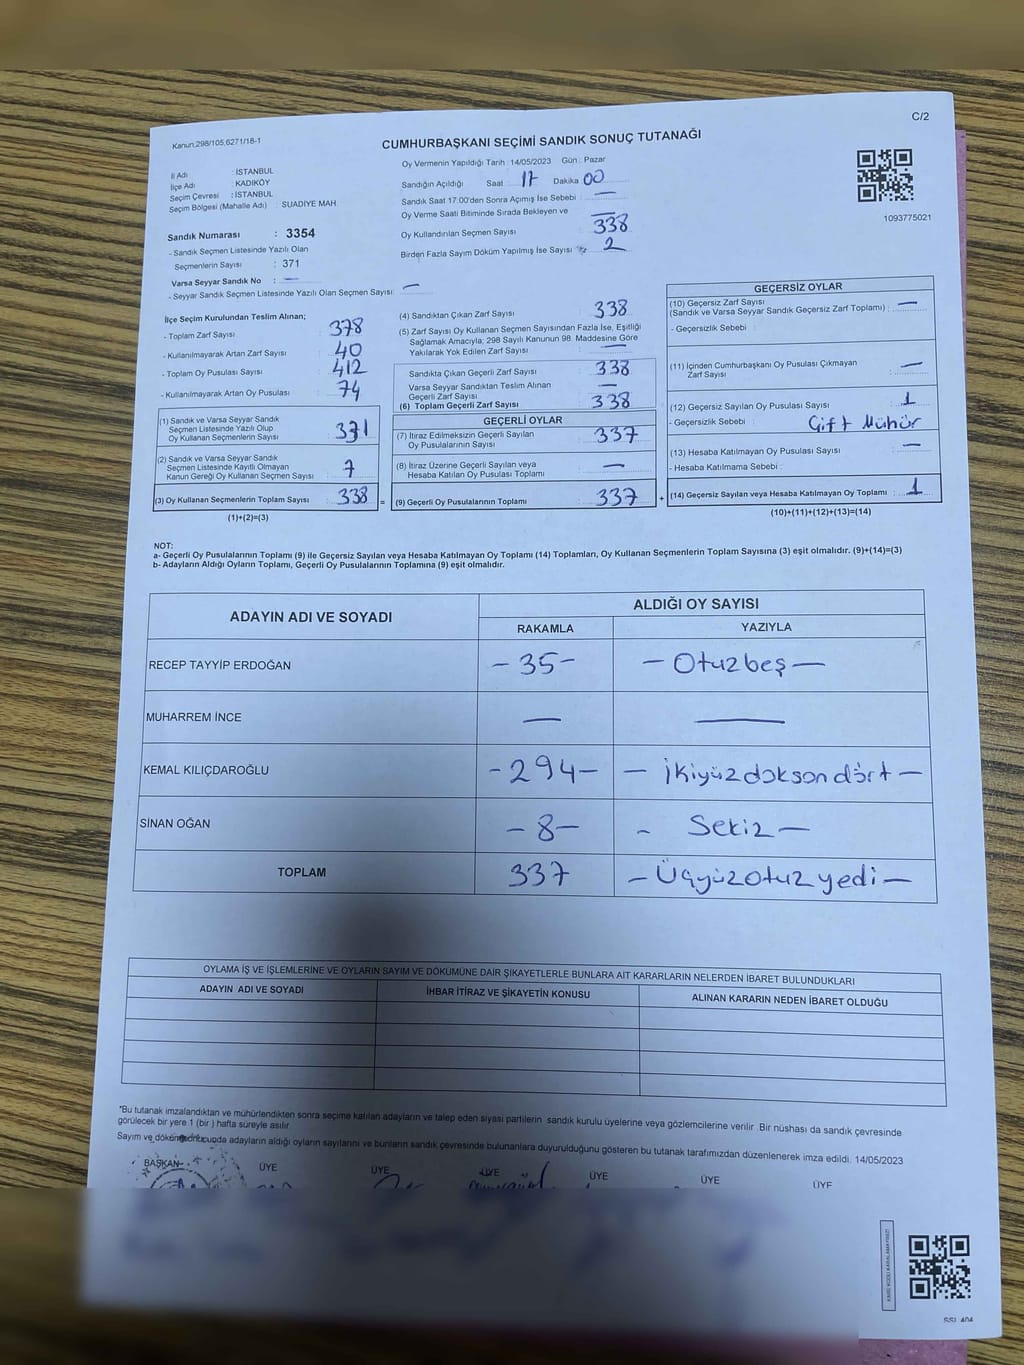 C/2
Kanun.298/105,6271/18-1
CUMHURBAŞKANI SEÇİMİ SANDIK SONUÇ TUTANAĞI
İl Adı : İSTANBUL
İlçe Adı : KADIKÖY
Seçim Çevresi : İSTANBUL
Seçim Bölgesi (Mahalle Adı) : SUADİYE MAH.
Sandık Numarası : 3354
- Sandık Seçmen Listesinde Yazılı Olan
Seçmenlerin Sayısı : 371
Varsa Seyyar Sandık No : —
- Seyyar Sandık Seçmen Listesinde Yazılı Olan Seçmen Sayısı: —
Oy Vermenin Yapıldığı Tarih : 14/05/2023 Gün : Pazar
Sandığın Açıldığı Saat 17 Dakika 00
Sandık Saat 17:00'den Sonra Açımış İse Sebebi : —
Oy Verme Saati Bitiminde Sırada Bekleyen ve
Oy Kullandırılan Seçmen Sayısı : —
338
Birden Fazla Sayım Döküm Yapılmış İse Sayısı : 2
1093775021
İlçe Seçim Kurulundan Teslim Alınan;
- Toplam Zarf Sayısı : 378
- Kullanılmayarak Artan Zarf Sayısı : 40
- Toplam Oy Pusulası Sayısı : 412
- Kullanılmayarak Artan Oy Pusulası : 74
(1) Sandık ve Varsa Seyyar Sandık
Seçmen Listesinde Yazılı Olup
Oy Kullanan Seçmenlerin Sayısı : 331
(2) Sandık ve Varsa Seyyar Sandık
Seçmen Listesinde Kayıtlı Olmayan
Kanun Gereği Oy Kullanan Seçmen Sayısı : 7
(3) Oy Kullanan Seçmenlerin Toplam Sayısı : 338 =
(1)+(2)=(3)
(4) Sandıktan Çıkan Zarf Sayısı : 338
(5) Zarf Sayısı Oy Kullanan Seçmen Sayısından Fazla İse, Eşitliği
Sağlamak Amacıyla; 298 Sayılı Kanunun 98. Maddesine Göre
Yakılarak Yok Edilen Zarf Sayısı : —
Sandıkta Çıkan Geçerli Zarf Sayısı : 338
Varsa Seyyar Sandıktan Teslim Alınan
Geçerli Zarf Sayısı : —
(6) Toplam Geçerli Zarf Sayısı : 338
GEÇERLİ OYLAR
(7) İtiraz Edilmeksizin Geçerli Sayılan
Oy Pusulalarının Sayısı : 337
(8) İtiraz Üzerine Geçerli Sayılan veya
Hesaba Katılan Oy Pusulası Toplamı : —
(9) Geçerli Oy Pusulalarının Toplamı : 337 +
GEÇERSİZ OYLAR
(10) Geçersiz Zarf Sayısı
(Sandık ve Varsa Seyyar Sandık Geçersiz Zarf Toplamı) : —
- Geçersizlik Sebebi :
(11) İçinden Cumhurbaşkanı Oy Pusulası Çıkmayan
Zarf Sayısı : —
(12) Geçersiz Sayılan Oy Pusulası Sayısı : 1
- Geçersizlik Sebebi : Çift Mühür
(13) Hesaba Katılmayan Oy Pusulası Sayısı : —
- Hesaba Katılmama Sebebi :
(14) Geçersiz Sayılan veya Hesaba Katılmayan Oy Toplamı : 1
(10)+(11)+(12)+(13)=(14)
NOT:
a- Geçerli Oy Pusulalarının Toplamı (9) ile Geçersiz Sayılan veya Hesaba Katılmayan Oy Toplamı (14) Toplamları, Oy Kullanan Seçmenlerin Toplam Sayısına (3) eşit olmalıdır. (9)+(14)=(3)
b- Adayların Aldığı Oyların Toplamı, Geçerli Oy Pusulalarının Toplamına (9) eşit olmalıdır.
ADAYIN ADI VE SOYADI ALDIĞI OY SAYISI
RAKAMLA YAZIYLA
RECEP TAYYİP ERDOĞAN - 35 - - Otuzbeş -
MUHARREM İNCE — —
KEMAL KILIÇDAROĞLU - 294 - - İkiyüzdoksandört -
SİNAN OĞAN - 8 - - Sekiz -
TOPLAM 337 - Üçyüzotuzyedi -
OYLAMA İŞ VE İŞLEMLERİNE VE OYLARIN SAYIM VE DÖKÜMÜNE DAİR ŞİKAYETLERLE BUNLARA AİT KARARLARIN NELERDEN İBARET BULUNDUKLARI
ADAYIN ADI VE SOYADI İHBAR İTİRAZ VE ŞİKAYETİN KONUSU ALINAN KARARIN NEDEN İBARET OLDUĞU
*Bu tutanak imzalandıktan ve mühürlendikten sonra seçime katılan adayların ve talep eden siyasi partilerin sandık kurulu üyelerine veya gözlemcilerine verilir. Bir nüshası da sandık çevresinde
görülecek bir yere 1 (bir ) hafta süreyle asılır.
Sayım ve dökümü sonucunda adayların aldığı oyların sayılarını ve bunların sandık çevresinde bulunanlara duyurulduğunu gösteren bu tutanak tarafımızdan düzenlenerek imza edildi. 14/05/2023
BAŞKAN ÜYE ÜYE ÜYE ÜYE ÜYE ÜYE